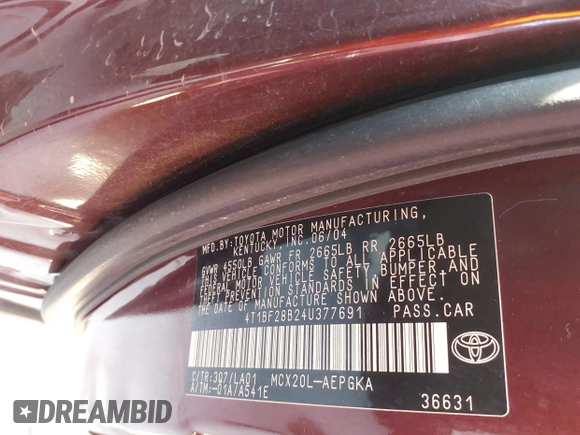 MFD. BY: TOYOTA MOTOR MANUFACTURING,
KENTUCKY, INC. 06/04
GVWR 4550LB GAWR FR 2665LB RR 2665LB
THIS VEHICLE CONFORMS TO ALL APPLICABLE
FEDERAL MOTOR VEHICLE SAFETY, BUMPER, AND
THEFT PREVENTION STANDARDS IN EFFECT ON
THE DATE OF MANUFACTURE SHOWN ABOVE.
4T1BF28B24U377691 PASS.CAR
C/TR:3Q7/LA01 MCX20L-AEPGKA
A/TM:-01A/A541E
36631
DREAMBID
DREAMBID